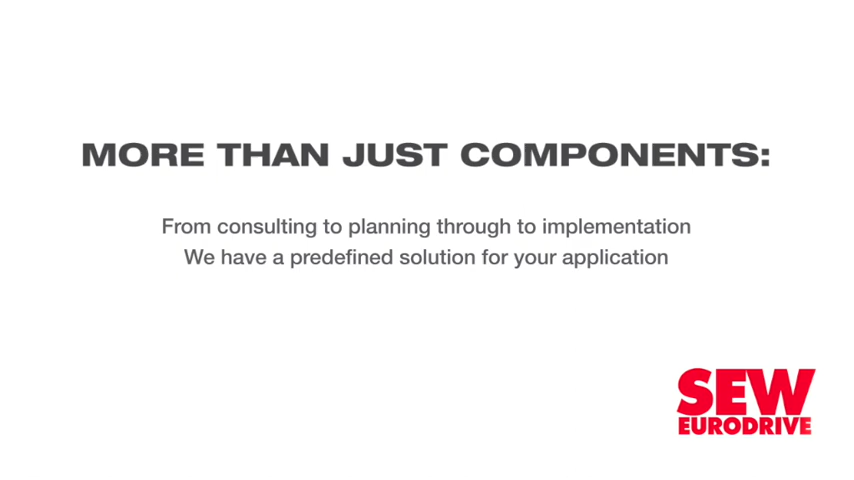 MORE THAN JUST COMPONENTS:
From consulting to planning through to implementation
We have a predefined solution for your application
SEW
EURODRIVE